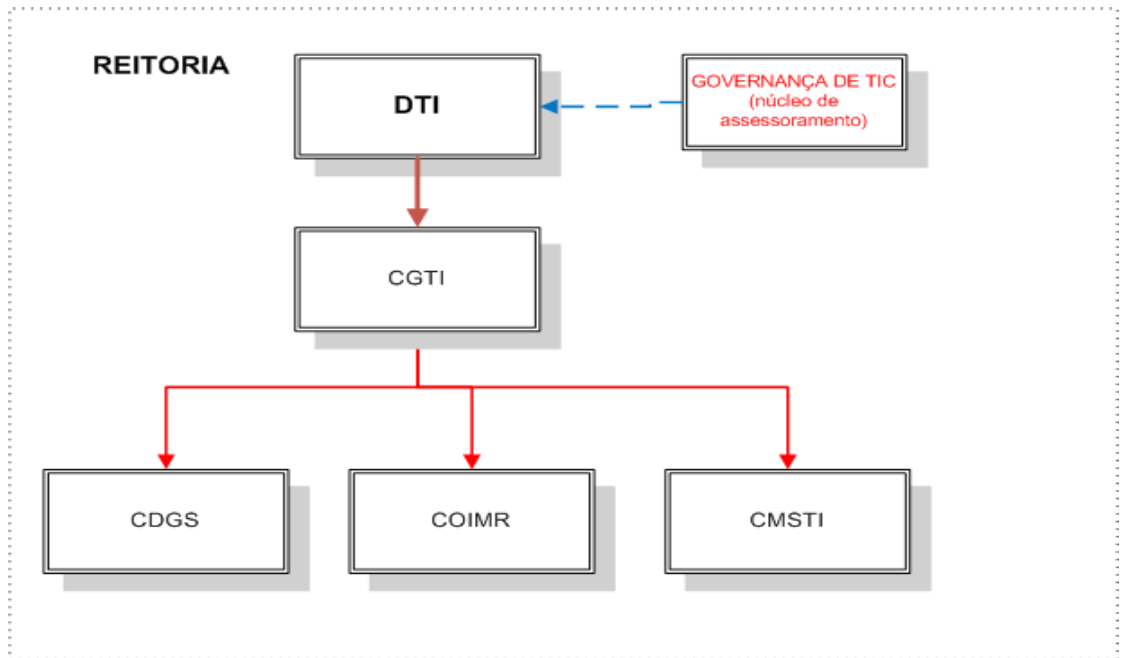 REITORIA
DTI
GOVERNANÇA DE TIC
(núcleo de
assessoramento)
CGTI
CDGS
COIMR
CMSTI